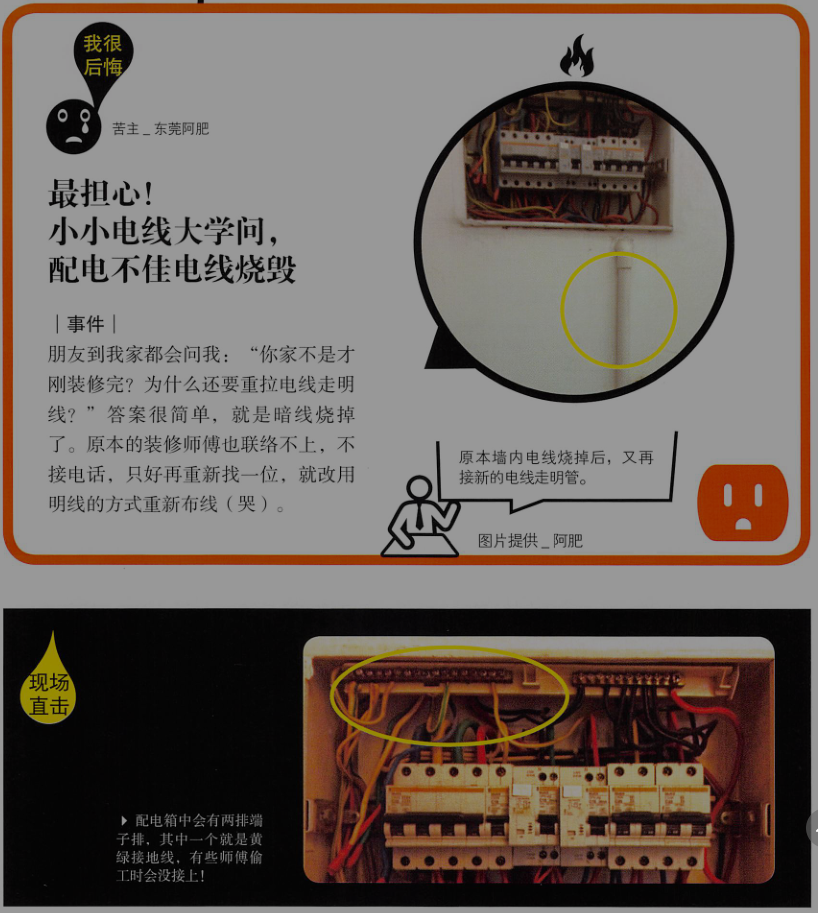 我很
后悔
苦主_东莞阿肥
最担心！
小小电线大学问，
配电不佳电线烧毁
｜事件｜
朋友到我家都会问我：“你家不是才
刚装修完？为什么还要重拉电线走明
线？”答案很简单，就是暗线烧掉
了。原本的装修师傅也联络不上，不
接电话，只好再重新找一位，就改用
明线的方式重新布线（哭）。
原本墙内电线烧掉后，又再
接新的电线走明管。
图片提供_阿肥
现场
直击
配电箱中会有两排端
子排，其中一个就是黄
绿接地线，有些师傅偷
工时会没接上！